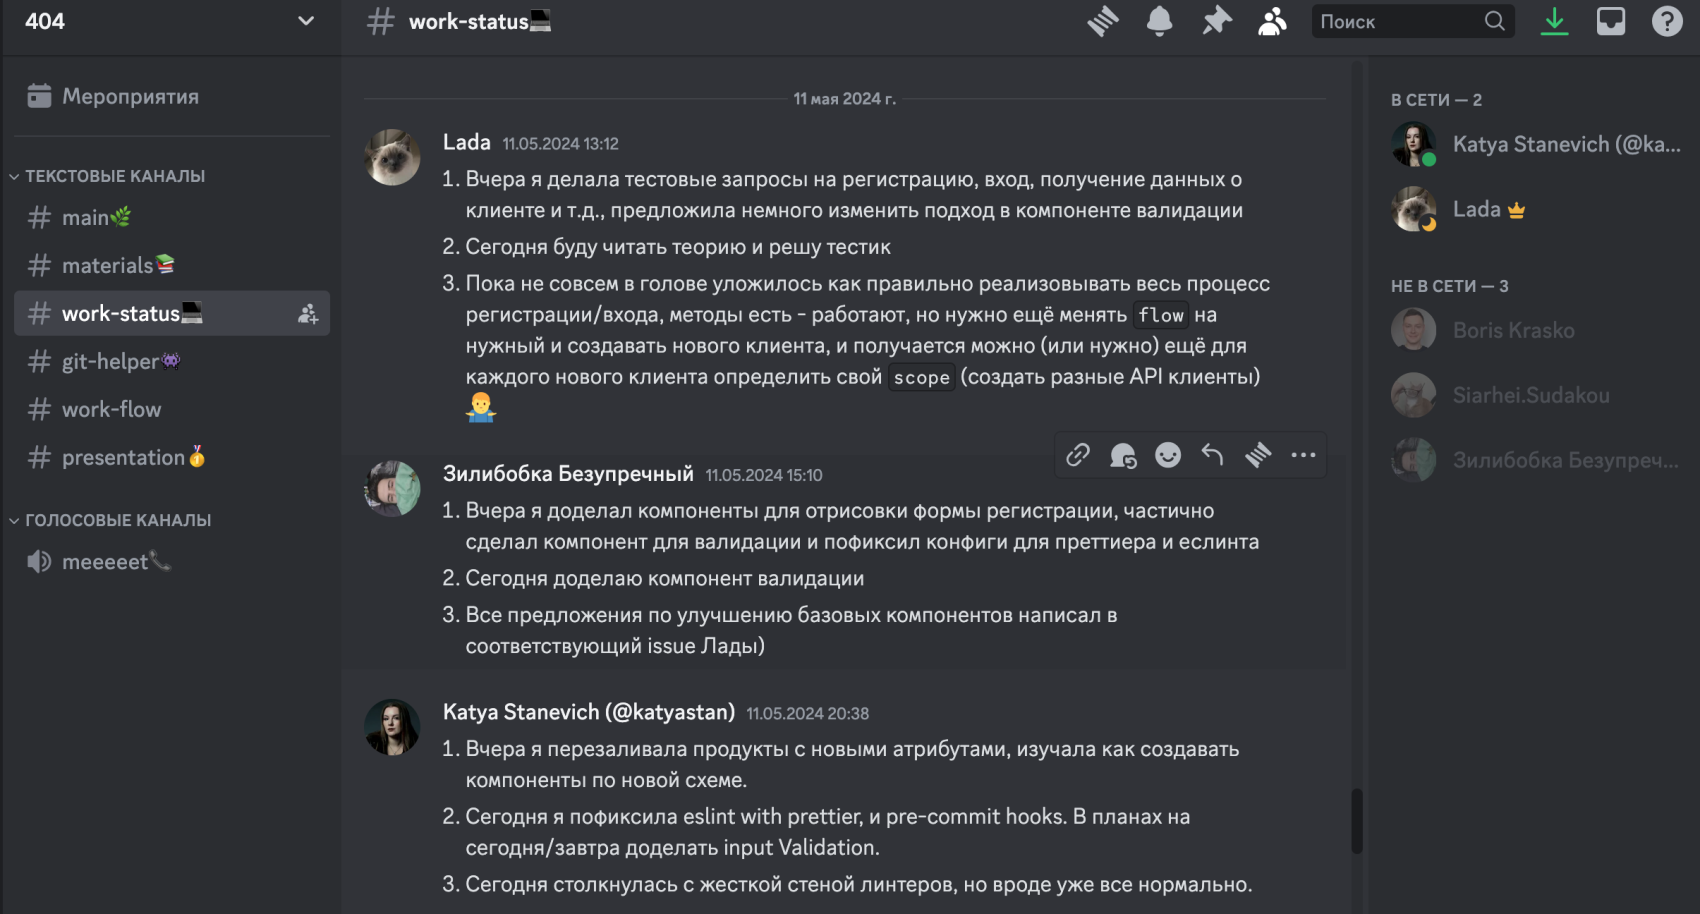 404
Мероприятия
ТЕКСТОВЫЕ КАНАЛЫ
main🌿
materials📚
work-status💻
git-helper👾
work-flow
presentation🏅
ГОЛОСОВЫЕ КАНАЛЫ
meeeeet📞
work-status💻
Поиск
11 мая 2024 г.
Lada 11.05.2024 13:12
1. Вчера я делала тестовые запросы на регистрацию, вход, получение данных о
клиенте и т.д., предложила немного изменить подход в компоненте валидации
2. Сегодня буду читать теорию и решу тестик
3. Пока не совсем в голове уложилось как правильно реализовывать весь процесс
регистрации/входа, методы есть - работают, но нужно ещё менять flow на
нужный и создавать нового клиента, и получается можно (или нужно) ещё для
каждого нового клиента определить свой scope (создать разные API клиенты)
🤷‍♂️
Зилибобка Безупречный 11.05.2024 15:10
1. Вчера я доделал компоненты для отрисовки формы регистрации, частично
сделал компонент для валидации и пофиксил конфиги для преттиера и еслинта
2. Сегодня доделаю компонент валидации
3. Все предложения по улучшению базовых компонентов написал в
соответствующий issue Лады)
Katya Stanevich (@katyastan) 11.05.2024 20:38
1. Вчера я перезаливала продукты с новыми атрибутами, изучала как создавать
компоненты по новой схеме.
2. Сегодня я пофиксила eslint with prettier, и pre-commit hooks. В планах на
сегодня/завтра доделать input Validation.
3. Сегодня столкнулась с жесткой стеной линтеров, но вроде уже все нормально.
В СЕТИ — 2
Katya Stanevich (@ka...
Lada
НЕ В СЕТИ — 3
Boris Krasko
Siarhei.Sudakou
Зилибобка Безупреч...